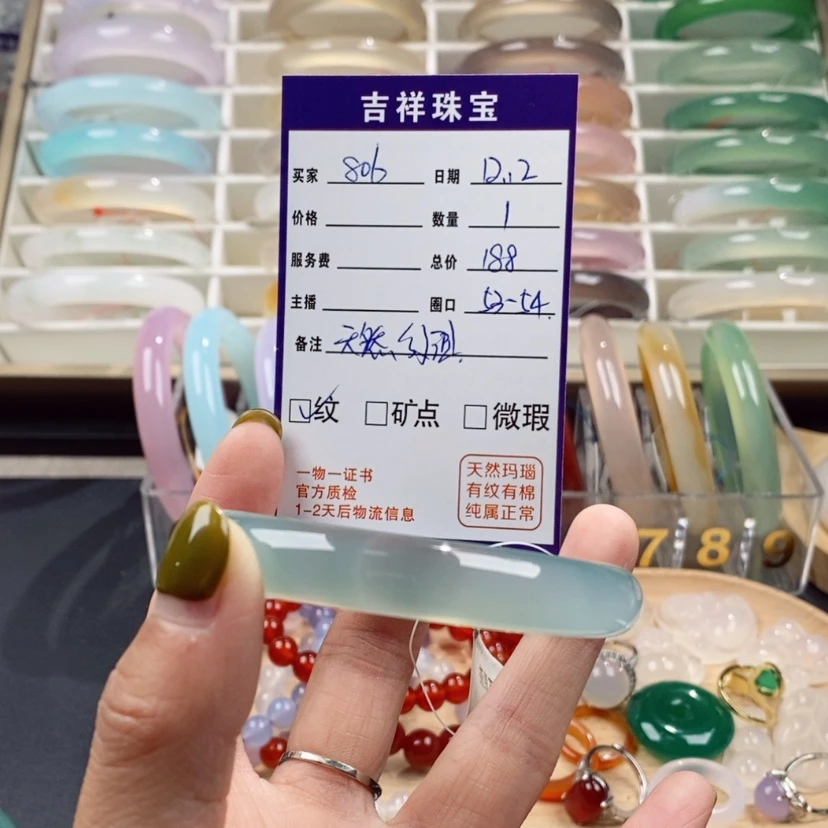 吉祥珠宝
买家 806 日期 12.2
价格 数量 1
服务费 总价 188
主播 圈口 53-54
备注 天然、
纹 矿点 微瑕
一物一证书
官方质检
1-2天后物流信息
天然玛瑙
有纹有棉
纯属正常
7 8 9